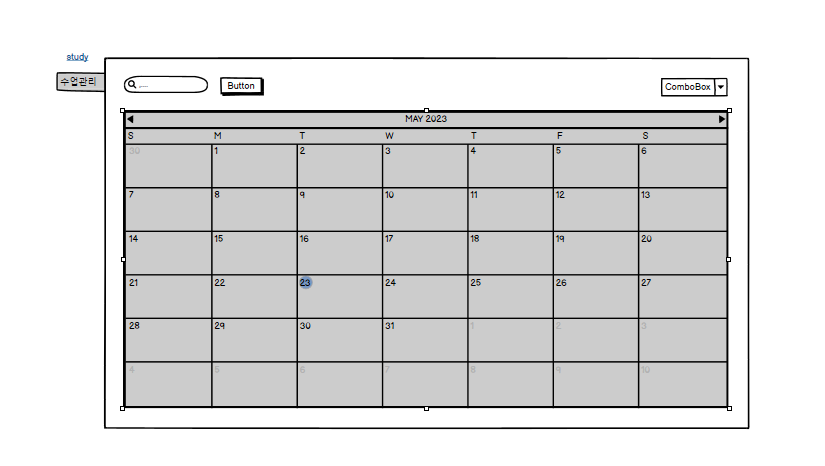 study
수업관리
Button
ComboBox
MAY 2023
S M T W T F S
30 1 2 3 4 5 6
7 8 9 10 11 12 13
14 15 16 17 18 19 20
21 22 23 24 25 26 27
28 29 30 31 1 2 3
4 5 6 7 8 9 10